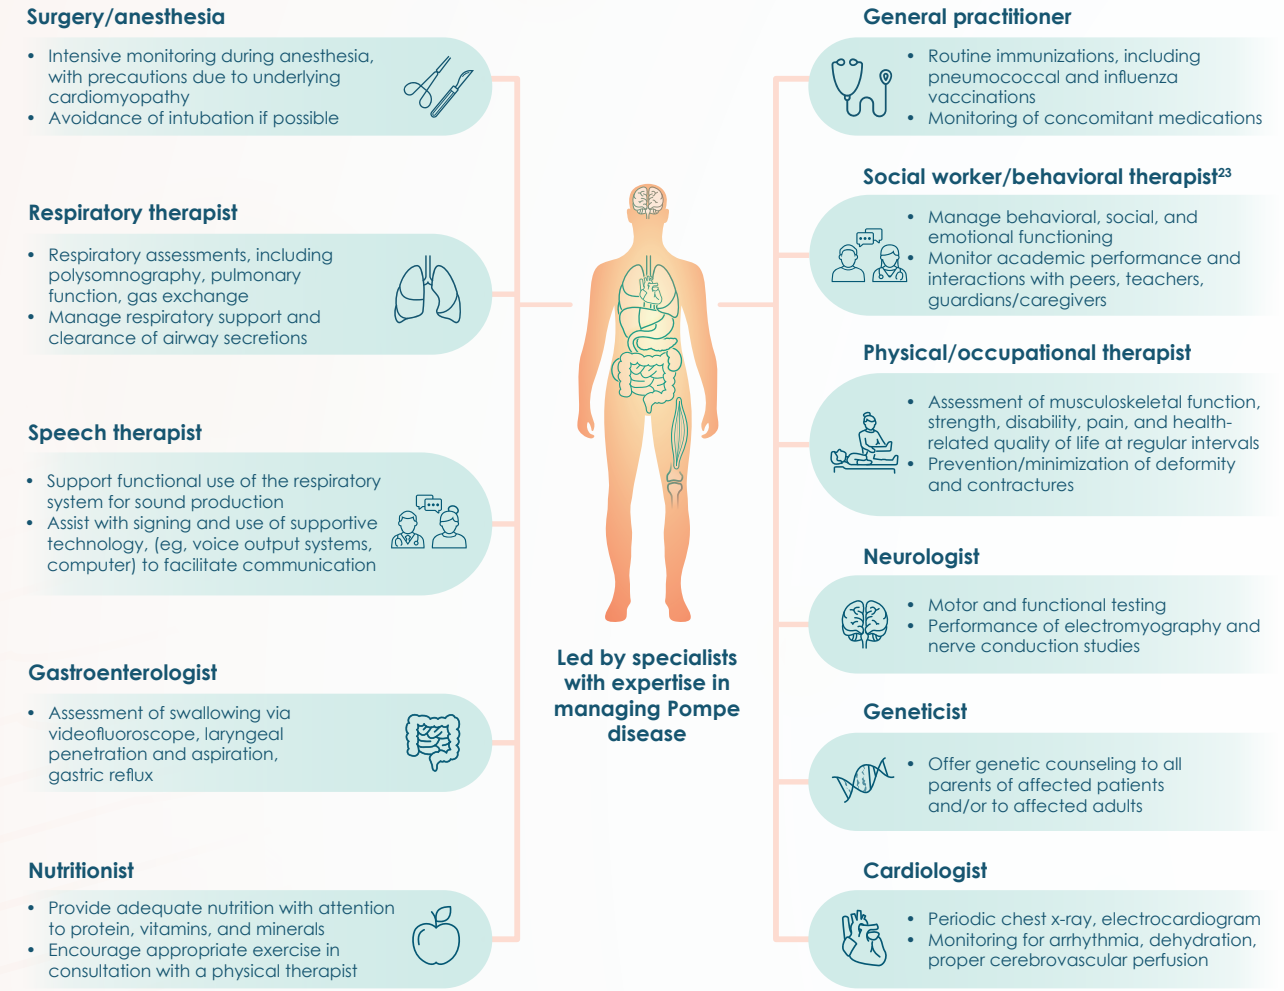 Surgery/anesthesia
• Intensive monitoring during anesthesia,
with precautions due to underlying
cardiomyopathy
• Avoidance of intubation if possible
Respiratory therapist
• Respiratory assessments, including
polysomnography, pulmonary
function, gas exchange
• Manage respiratory support and
clearance of airway secretions
Speech therapist
• Support functional use of the respiratory
system for sound production
• Assist with signing and use of supportive
technology, (eg, voice output systems,
computer) to facilitate communication
Gastroenterologist
• Assessment of swallowing via
videofluoroscope, laryngeal
penetration and aspiration,
gastric reflux
Nutritionist
• Provide adequate nutrition with attention
to protein, vitamins, and minerals
• Encourage appropriate exercise in
consultation with a physical therapist
Led by specialists
with expertise in
managing Pompe
disease
General practitioner
• Routine immunizations, including
pneumococcal and influenza
vaccinations
• Monitoring of concomitant medications
Social worker/behavioral therapist²³
• Manage behavioral, social, and
emotional functioning
• Monitor academic performance and
interactions with peers, teachers,
guardians/caregivers
Physical/occupational therapist
• Assessment of musculoskeletal function,
strength, disability, pain, and health-
related quality of life at regular intervals
• Prevention/minimization of deformity
and contractures
Neurologist
• Motor and functional testing
• Performance of electromyography and
nerve conduction studies
Geneticist
• Offer genetic counseling to all
parents of affected patients
and/or to affected adults
Cardiologist
• Periodic chest x-ray, electrocardiogram
• Monitoring for arrhythmia, dehydration,
proper cerebrovascular perfusion